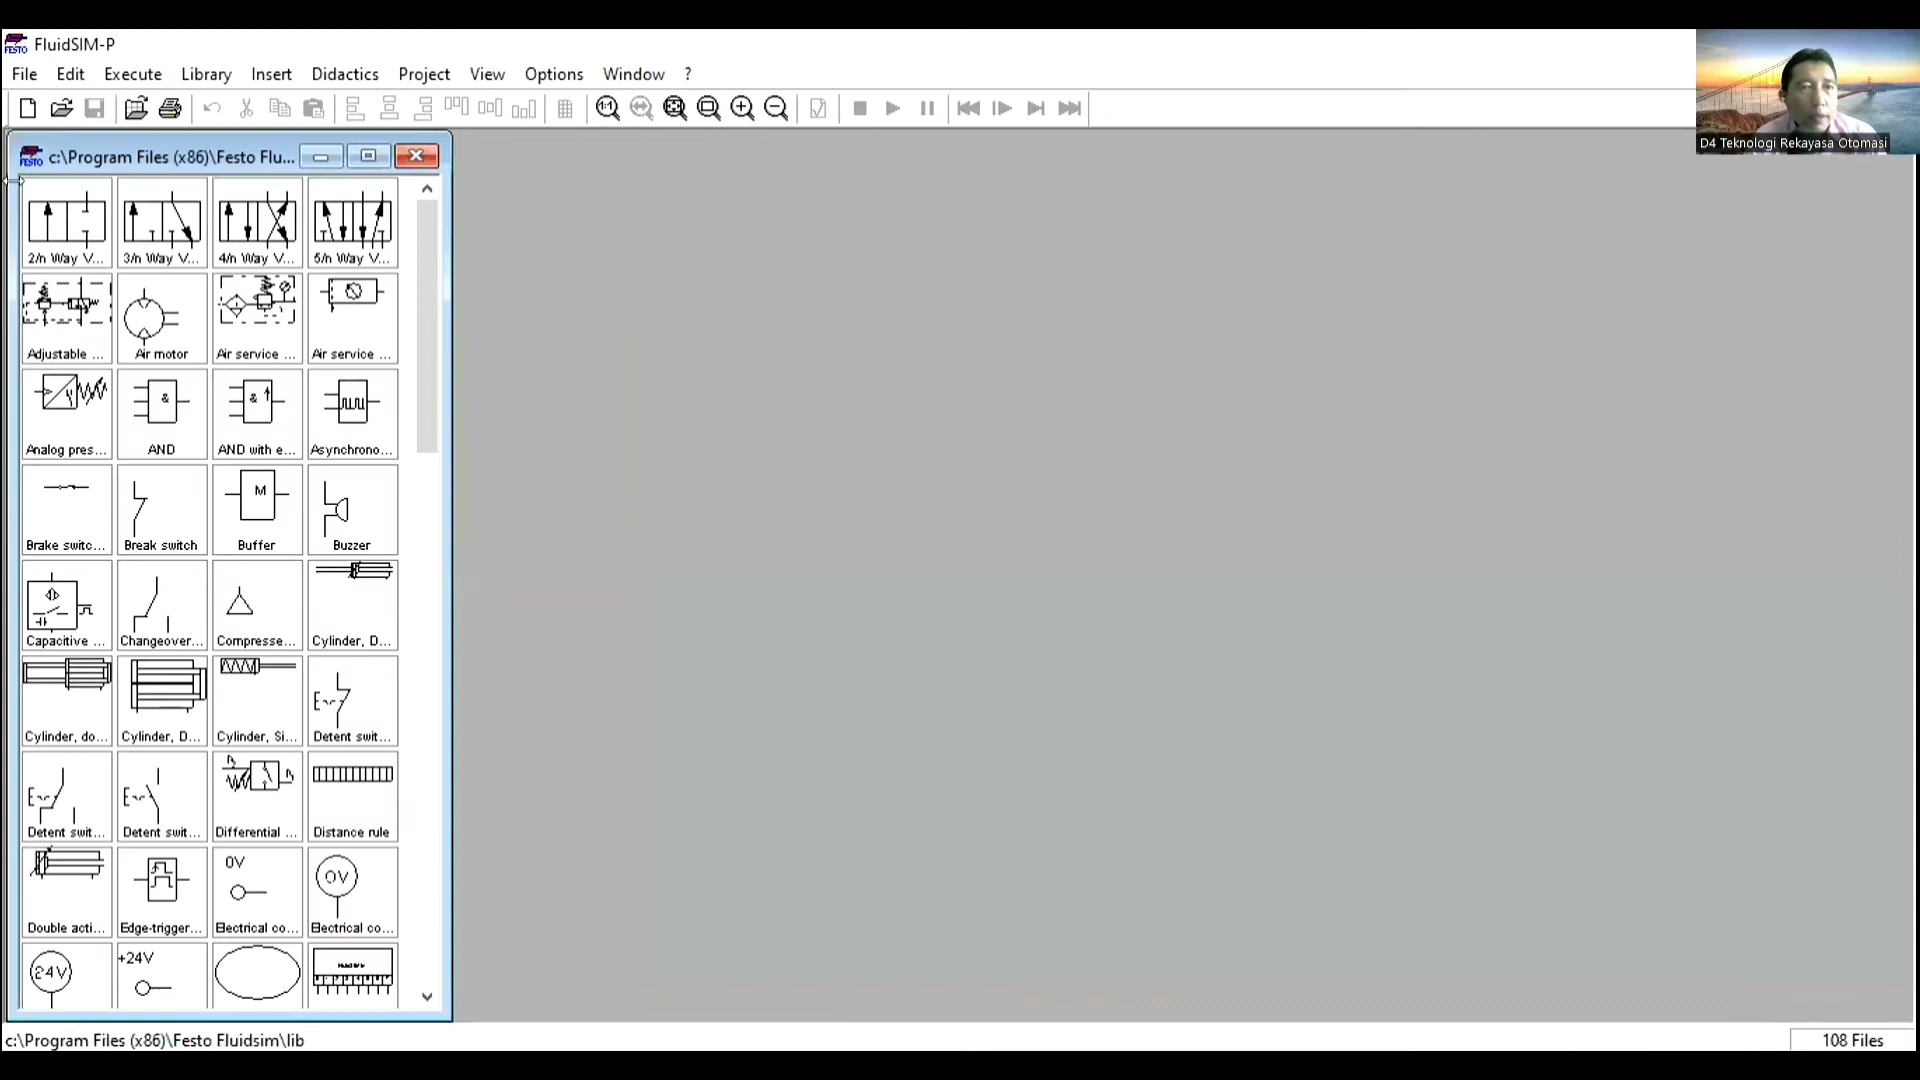 FluidSIM-P
File Edit Execute Library Insert Didactics Project View Options Window ?
D4 Teknologi Rekayasa Otomasi
FESTO c:\Program Files (x86)\Festo Flu...
2/n Way V... 3/n Way V... 4/n Way V... 5/n Way V...
Adjustable ... Air motor Air service ... Air service ...
& &
Analog pres... AND AND with e... Asynchrono...
M
Brake switc... Break switch Buffer Buzzer
Capacitive ... Changeover... Compresse... Cylinder, D...
Cylinder, do... Cylinder, D... Cylinder, Si... Detent swit...
Detent swit... Detent swit... Differential ... Distance rule
0V 0V
Double acti... Edge-trigger... Electrical co... Electrical co...
24V +24V
c:\Program Files (x86)\Festo Fluidsim\lib
108 Files